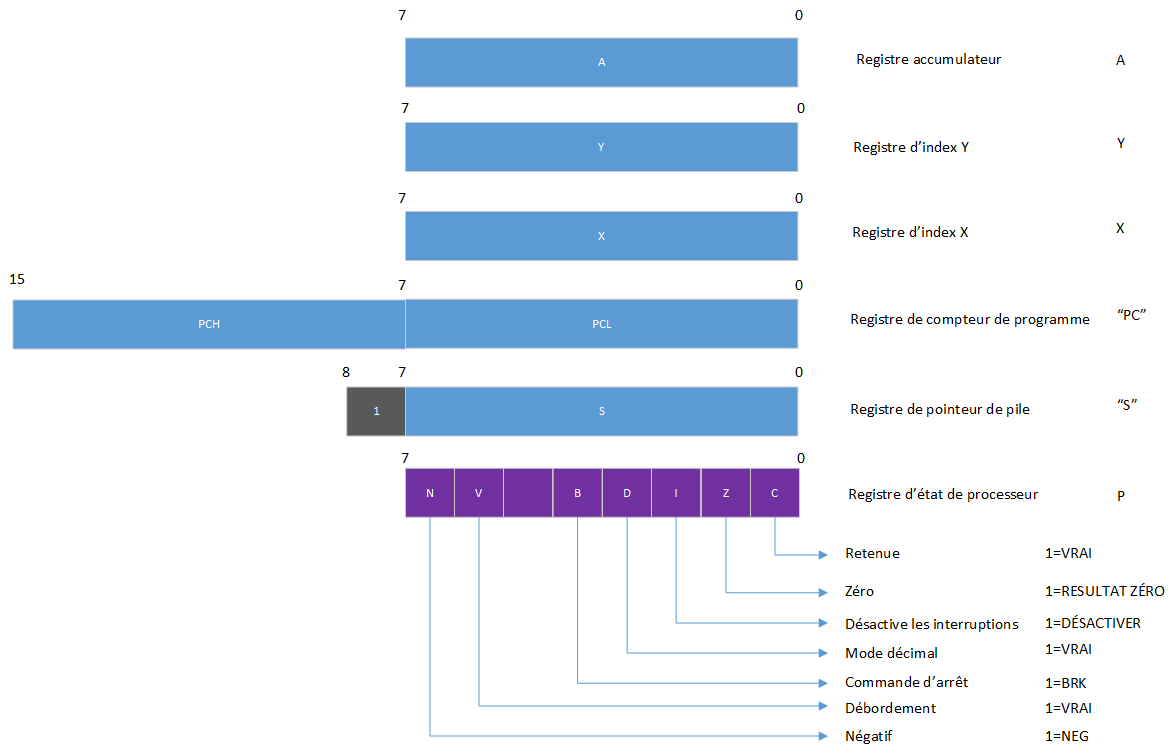 7 0
A Registre accumulateur A
7 0
Y Registre d’index Y Y
7 0
X Registre d’index X X
15 7 0
PCH PCL Registre de compteur de programme “PC”
8 7 0
1 S Registre de pointeur de pile “S”
7 0
N V B D I Z C Registre d’état de processeur P
Retenue 1=VRAI
Zéro 1=RESULTAT ZÉRO
Désactive les interruptions 1=DÉSACTIVER
Mode décimal 1=VRAI
Commande d’arrêt 1=BRK
Débordement 1=VRAI
Négatif 1=NEG